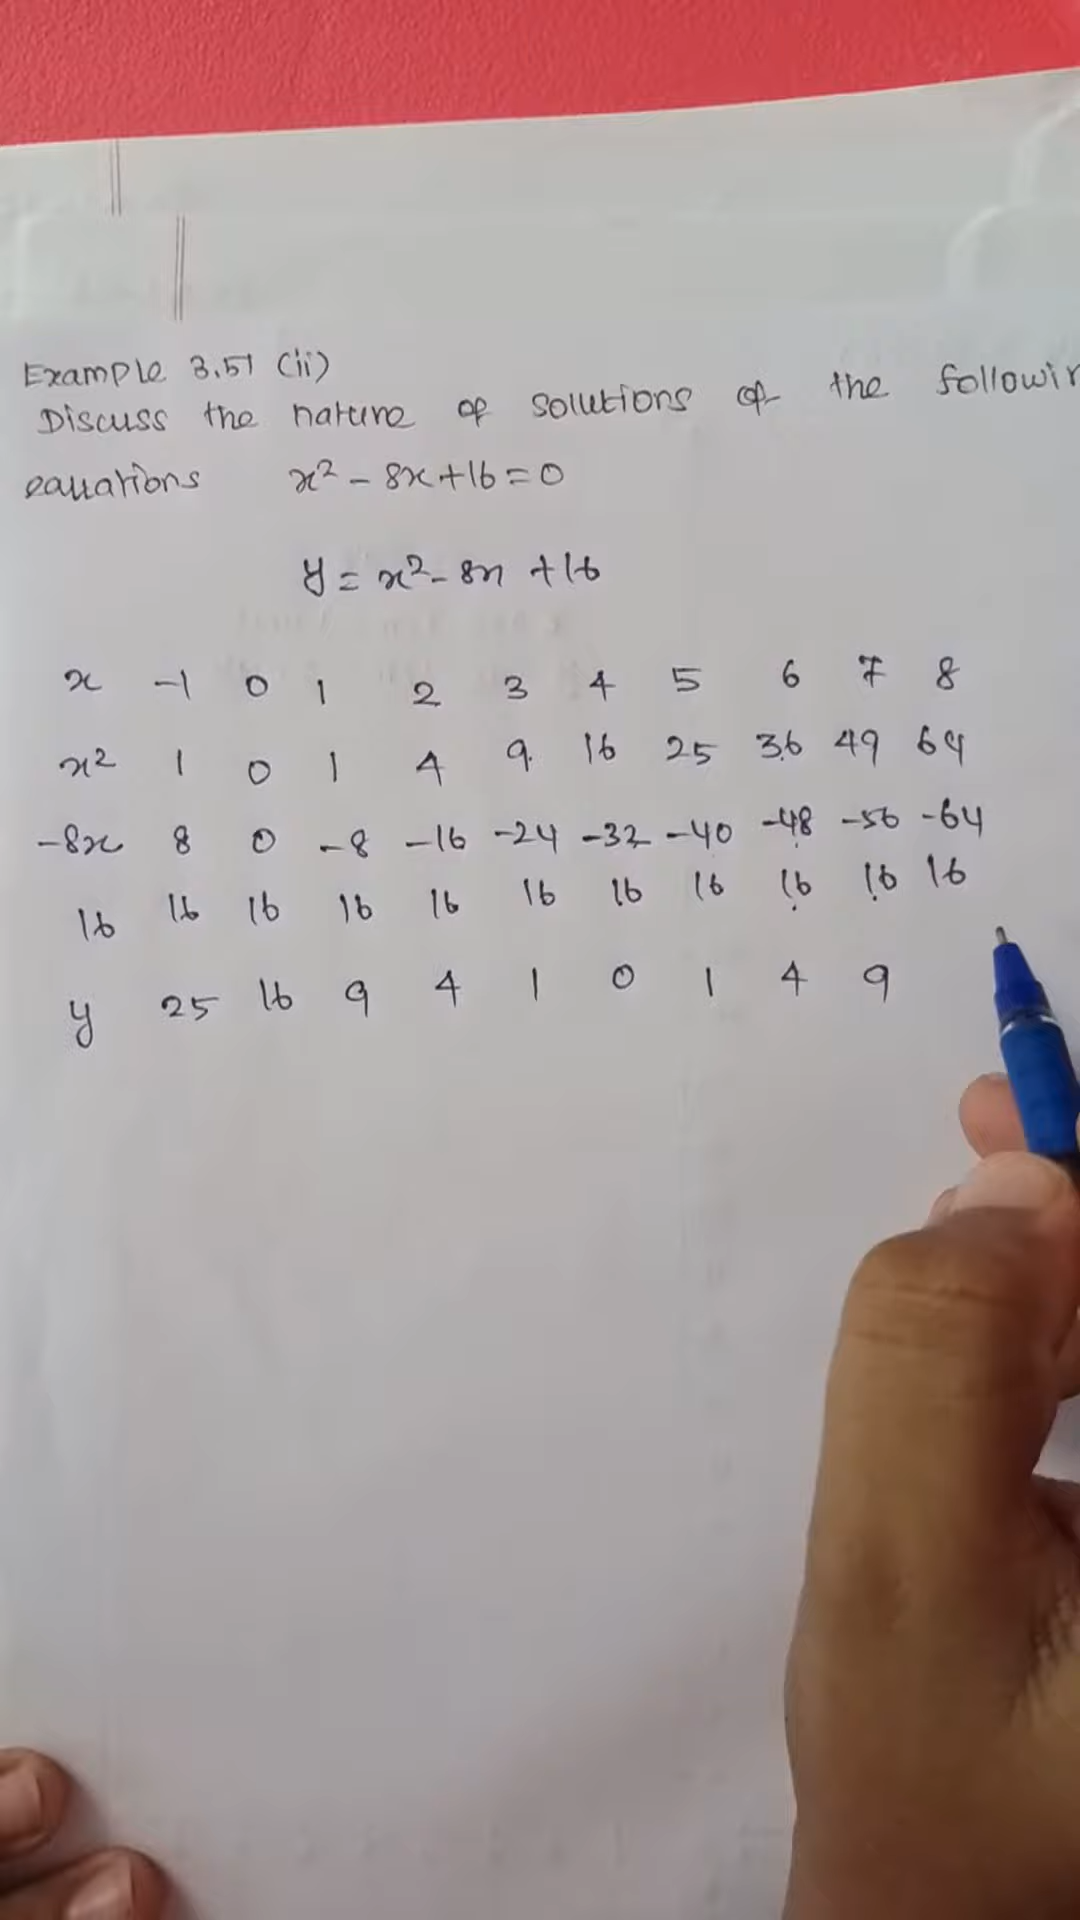 Example 3.51 (ii)
Discuss the nature of solutions of the followin
equations x² - 8x + 16 = 0
y = x² - 8x + 16
x -1 0 1 2 3 4 5 6 7 8
x² 1 0 1 4 9 16 25 36 49 64
-8x 8 0 -8 -16 -24 -32 -40 -48 -56 -64
16 16 16 16 16 16 16 16 16 16 16
y 25 16 9 4 1 0 1 4 9